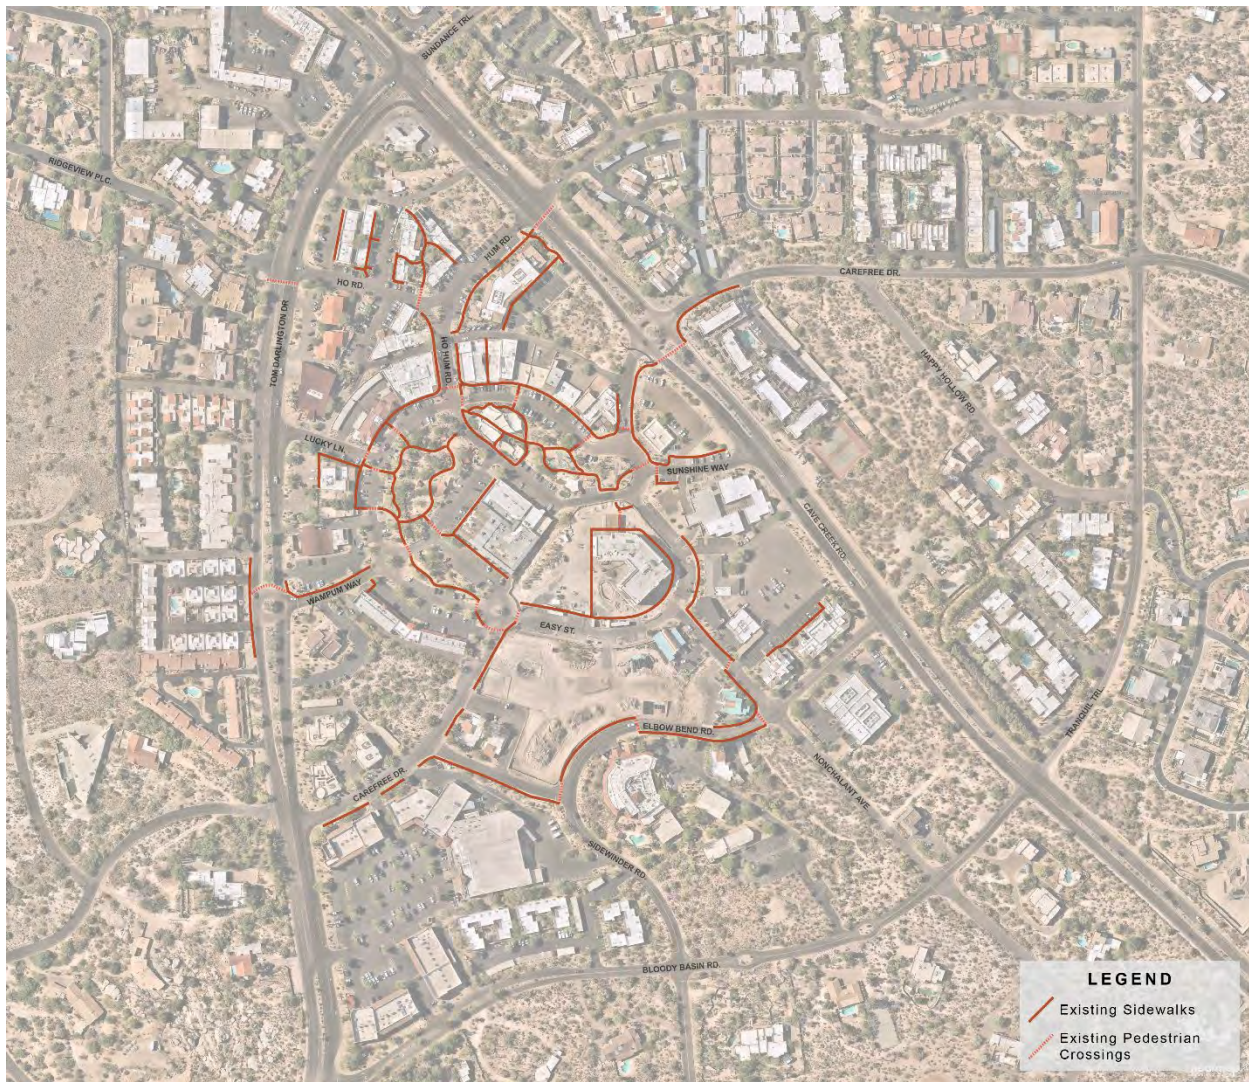 SUNDANCE TRL.
RIDGEVIEW PLC.
HUM RD.
CAREFREE DR.
HO RD.
TOM DARLINGTON DR
HO HUM RD.
HAPPY HOLLOW RD
LUCKY LN.
SUNSHINE WAY
CAVE CREEK RD.
WAMPUM WAY
EASY ST.
TRANQUIL TRL
ELBOW BEND RD.
NONCHALANT AVE
CAREFREE DR.
SIDEWINDER RD.
BLOODY BASIN RD.
LEGEND
Existing Sidewalks
Existing Pedestrian
Crossings